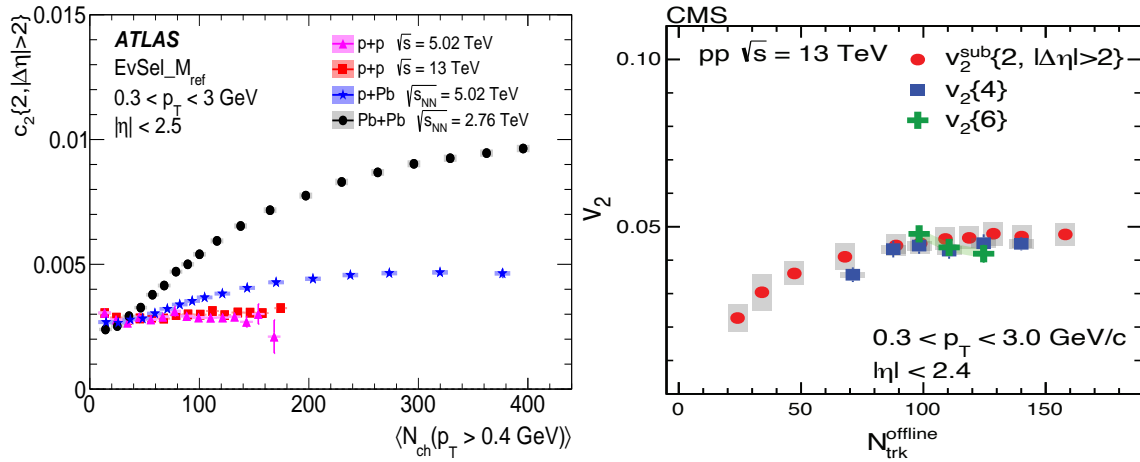 ATLAS
EvSel_M_ref
0.3 < p_T < 3 GeV
|η| < 2.5
p+p √s = 5.02 TeV
p+p √s = 13 TeV
p+Pb √s_NN = 5.02 TeV
Pb+Pb √s_NN = 2.76 TeV
c_2{2,|Δη|>2}
0.015
0.01
0.005
0
0 100 200 300 400
⟨N_ch(p_T > 0.4 GeV)⟩
CMS
pp √s = 13 TeV
v_2^sub{2, |Δη|>2}
v_2{4}
v_2{6}
v_2
0.10
0.05
0.00
0.3 < p_T < 3.0 GeV/c
|η| < 2.4
0 50 100 150
N_trk^offline